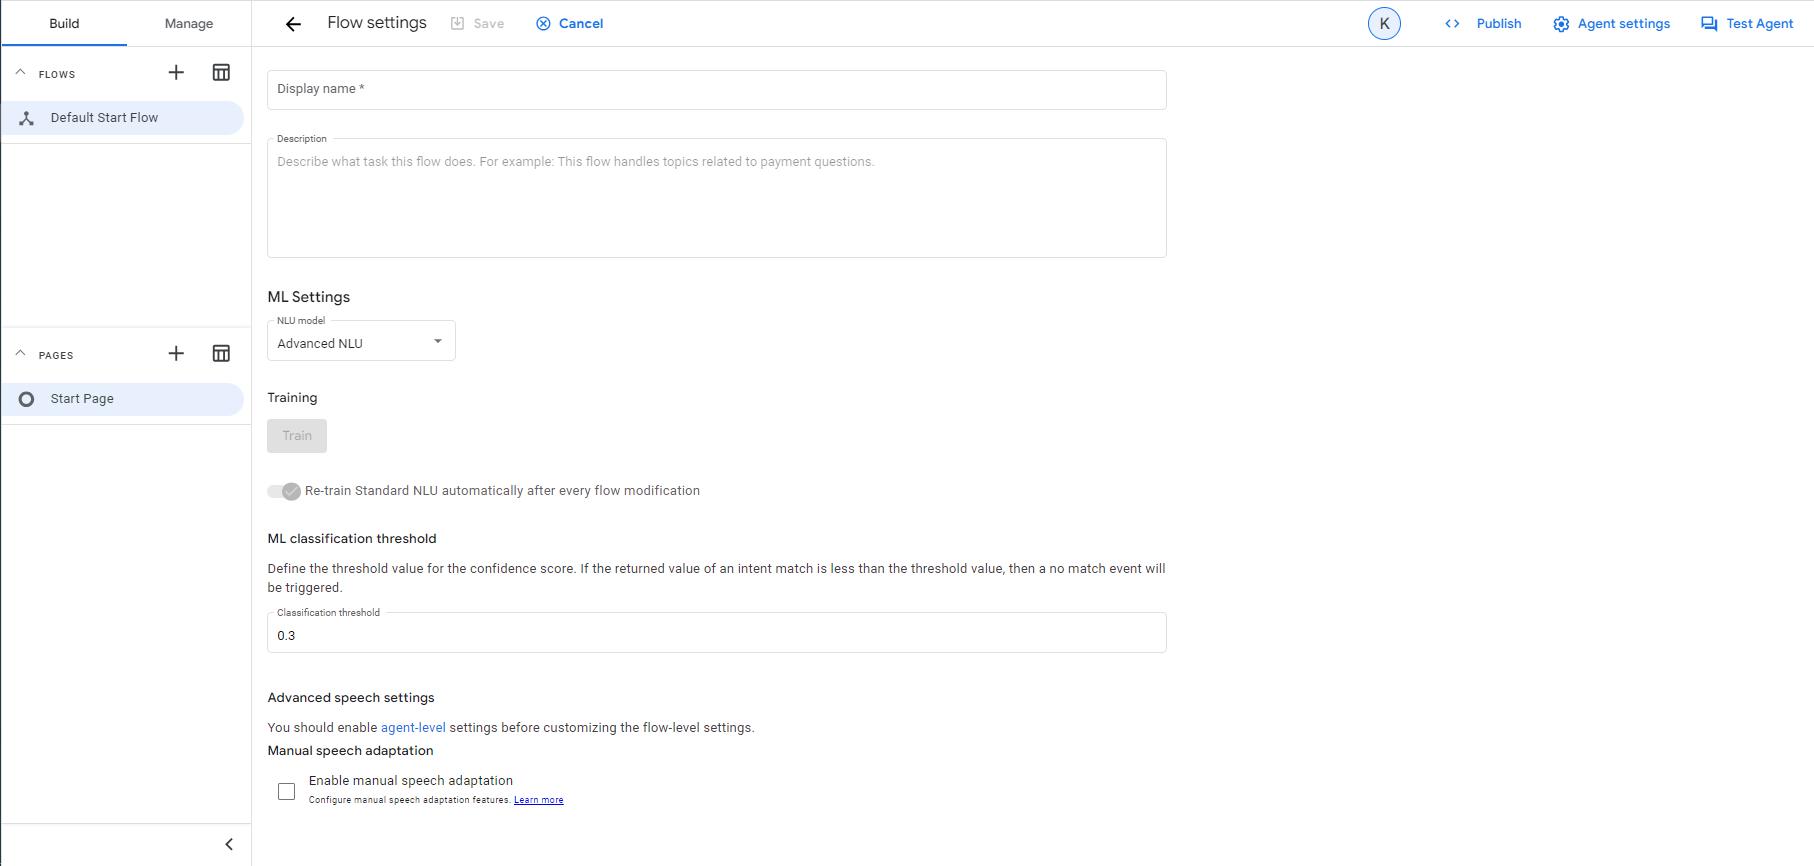 Build
Manage
Flow settings
Save
Cancel
K
Publish
Agent settings
Test Agent
FLOWS
Default Start Flow
PAGES
Start Page
Display name *
Description
Describe what task this flow does. For example: This flow handles topics related to payment questions.
ML Settings
NLU model
Advanced NLU
Training
Train
Re-train Standard NLU automatically after every flow modification
ML classification threshold
Define the threshold value for the confidence score. If the returned value of an intent match is less than the threshold value, then a no match event will
be triggered.
Classification threshold
0.3
Advanced speech settings
You should enable agent-level settings before customizing the flow-level settings.
Manual speech adaptation
Enable manual speech adaptation
Configure manual speech adaptation features. Learn more